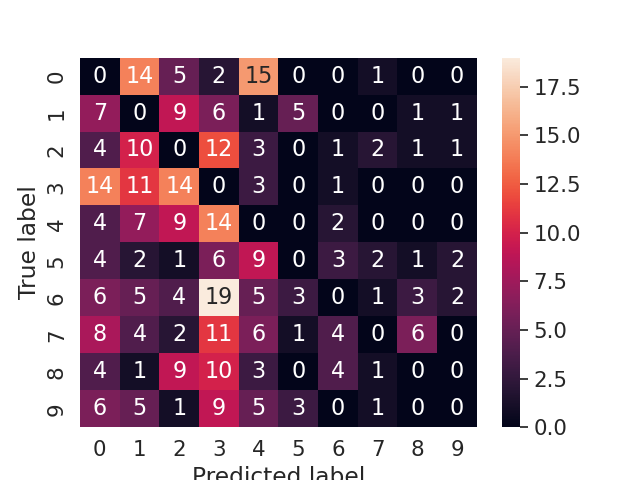 0 0 14 5 2 15 0 0 1 0 0
1 7 0 9 6 1 5 0 0 1 1
2 4 10 0 12 3 0 1 2 1 1
3 14 11 14 0 3 0 1 0 0 0
4 4 7 9 14 0 0 2 0 0 0
5 4 2 1 6 9 0 3 2 1 2
6 6 5 4 19 5 3 0 1 3 2
7 8 4 2 11 6 1 4 0 6 0
8 4 1 9 10 3 0 4 1 0 0
9 6 5 1 9 5 3 0 1 0 0
0 1 2 3 4 5 6 7 8 9
True label
Predicted label
17.5
15.0
12.5
10.0
7.5
5.0
2.5
0.0